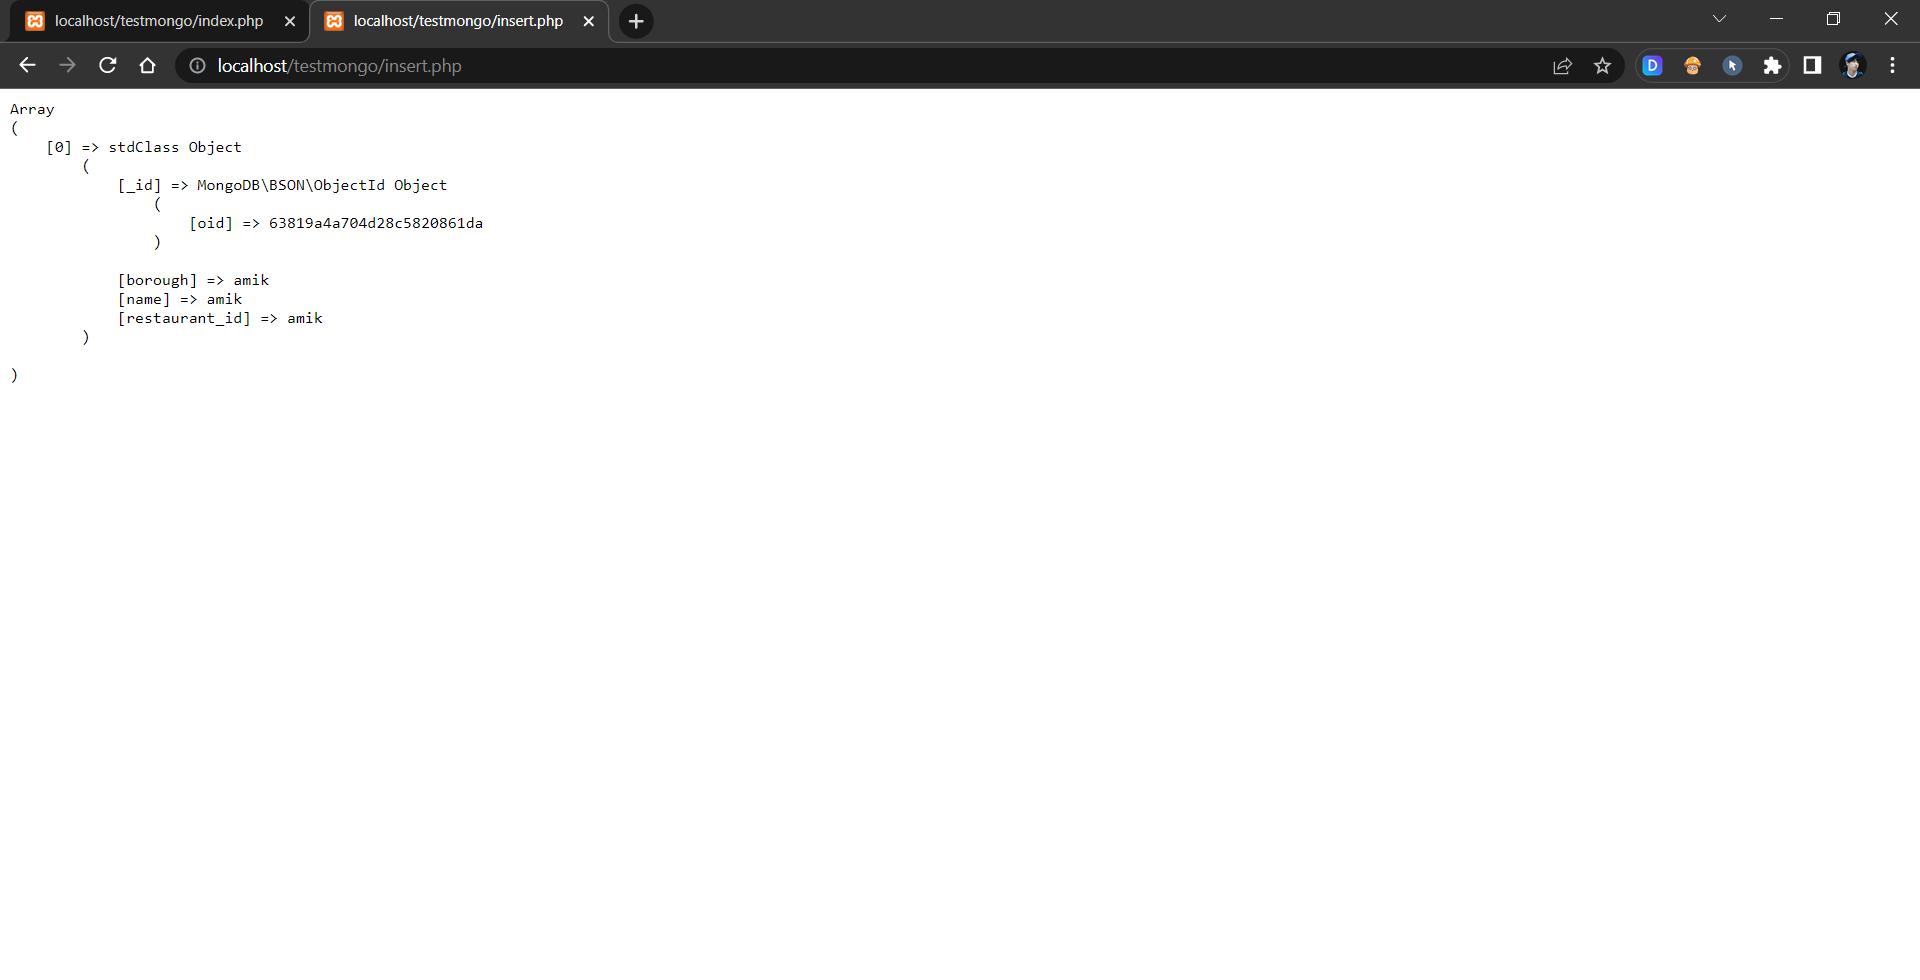 localhost/testmongo/index.php
localhost/testmongo/insert.php
localhost/testmongo/insert.php
D
Array
(
    [0] => stdClass Object
        (
            [_id] => MongoDB\BSON\ObjectId Object
                (
                    [oid] => 63819a4a704d28c5820861da
                )

            [borough] => amik
            [name] => amik
            [restaurant_id] => amik
        )

)